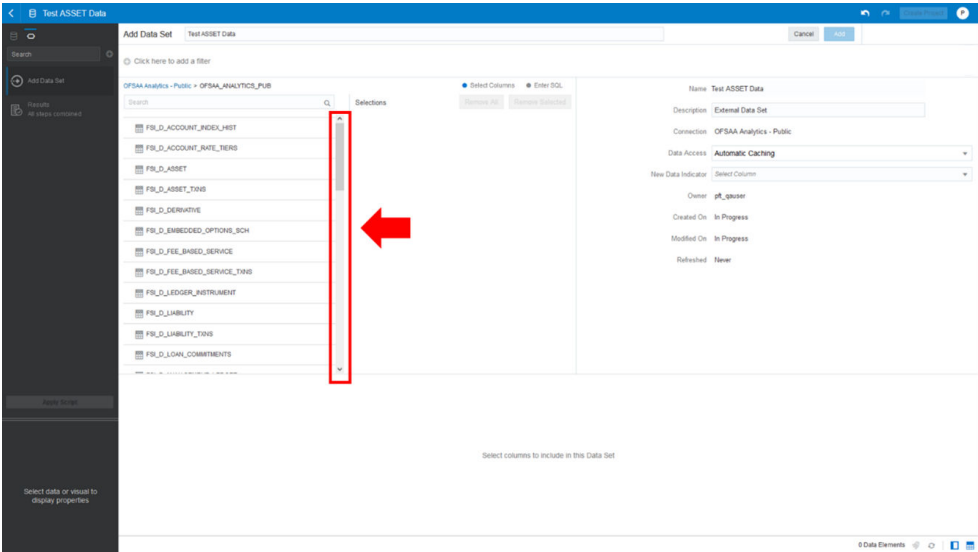 Test ASSET Data
Create Project
P
Add Data Set Test ASSET Data Cancel Add
Search
Click here to add a filter
Add Data Set
Results
All steps combined
OFSAA Analytics - Public > OFSAA_ANALYTICS_PUB
Select Columns Enter SQL
Search
Selections
Remove All Remove Selected
FSI_D_ACCOUNT_INDEX_HIST
FSI_D_ACCOUNT_RATE_TIERS
FSI_D_ASSET
FSI_D_ASSET_TXNS
FSI_D_DERIVATIVE
FSI_D_EMBEDDED_OPTIONS_SCH
FSI_D_FEE_BASED_SERVICE
FSI_D_FEE_BASED_SERVICE_TXNS
FSI_D_LEDGER_INSTRUMENT
FSI_D_LIABILITY
FSI_D_LIABILITY_TXNS
FSI_D_LOAN_COMMITMENTS
Name Test ASSET Data
Description External Data Set
Connection OFSAA Analytics - Public
Data Access Automatic Caching
New Data Indicator Select Column
Owner pft_qauser
Created On In Progress
Modified On In Progress
Refreshed Never
Apply Script
Select columns to include in this Data Set
Select data or visual to
display properties
0 Data Elements